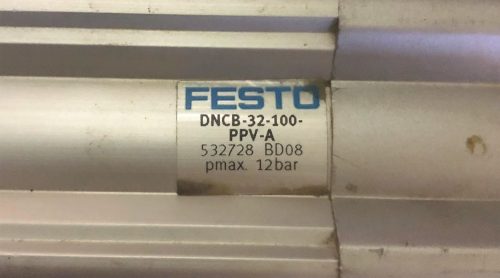 FESTO
DNCB-32-100-
PPV-A
532728 BD08
pmax. 12bar